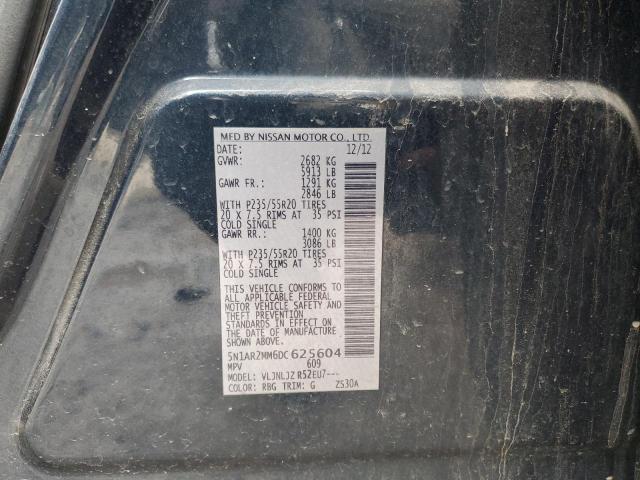 MFD BY NISSAN MOTOR CO., LTD.
DATE: 12/12
GVWR: 2682 KG
5913 LB
GAWR FR.: 1291 KG
2846 LB
WITH P235/55R20 TIRES
20 X 7.5 RIMS AT 35 PSI
COLD SINGLE
GAWR RR.: 1400 KG
3086 LB
WITH P235/55R20 TIRES
20 X 7.5 RIMS AT 35 PSI
COLD SINGLE
THIS VEHICLE CONFORMS TO
ALL APPLICABLE FEDERAL
MOTOR VEHICLE SAFETY AND
THEFT PREVENTION
STANDARDS IN EFFECT ON THE
DATE OF MANUFACTURE
SHOWN ABOVE
5N1AR2MM6DC625604
MPV 609
MODEL: VLJNLJZ R52EU7---
COLOR: RBG TRIM: G ZS30A